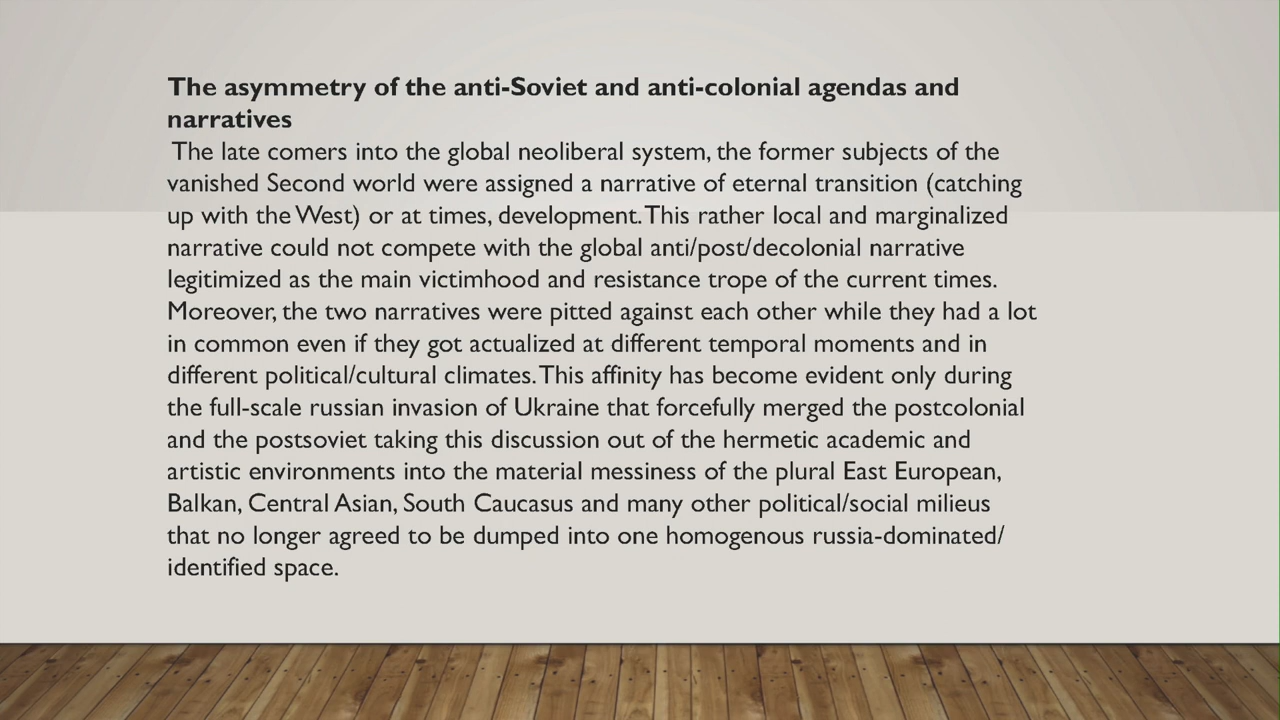 The asymmetry of the anti-Soviet and anti-colonial agendas and
narratives
The late comers into the global neoliberal system, the former subjects of the
vanished Second world were assigned a narrative of eternal transition (catching
up with the West) or at times, development. This rather local and marginalized
narrative could not compete with the global anti/post/decolonial narrative
legitimized as the main victimhood and resistance trope of the current times.
Moreover, the two narratives were pitted against each other while they had a lot
in common even if they got actualized at different temporal moments and in
different political/cultural climates. This affinity has become evident only during
the full-scale russian invasion of Ukraine that forcefully merged the postcolonial
and the postsoviet taking this discussion out of the hermetic academic and
artistic environments into the material messiness of the plural East European,
Balkan, Central Asian, South Caucasus and many other political/social milieus
that no longer agreed to be dumped into one homogenous russia-dominated/
identified space.